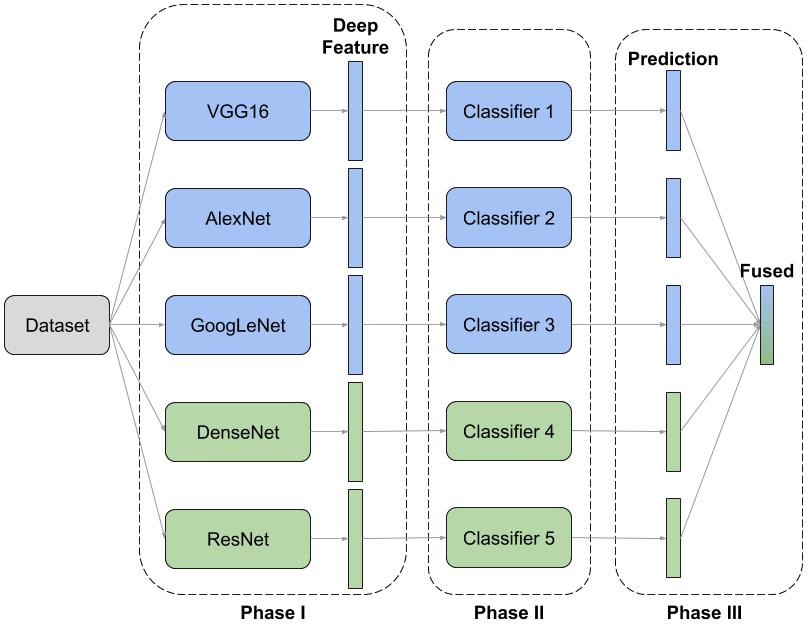 Deep
Feature
Prediction
VGG16
Classifier 1
AlexNet
Classifier 2
Fused
Dataset
GoogLeNet
Classifier 3
DenseNet
Classifier 4
ResNet
Classifier 5
Phase I
Phase II
Phase III